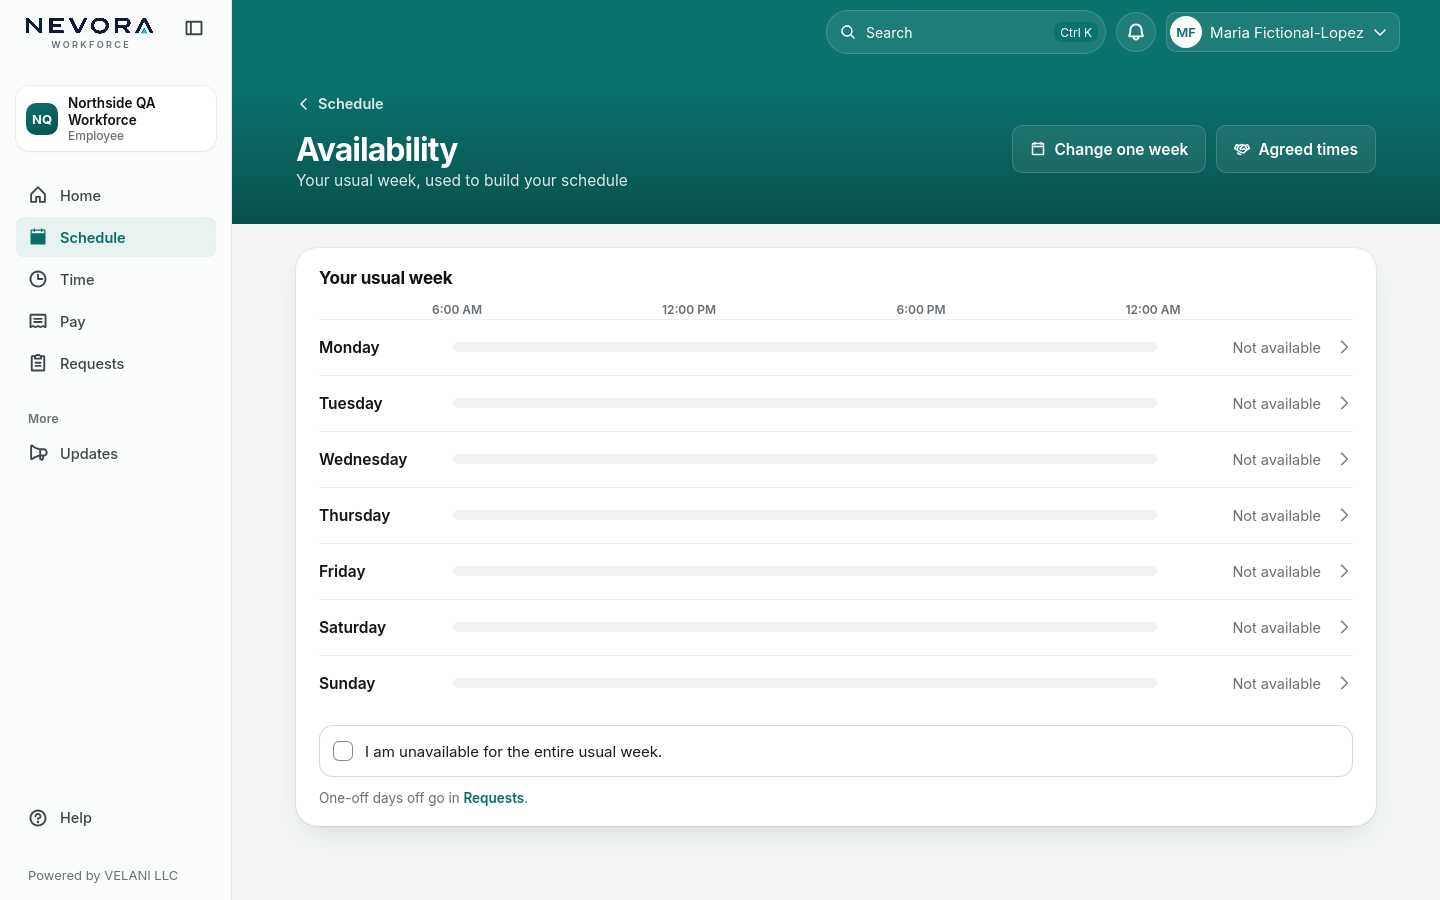 NEVORA
WORKFORCE
Search
Ctrl K
MF
Maria Fictional-Lopez
NQ
Northside QA
Workforce
Employee
Home
Schedule
Time
Pay
Requests
More
Updates
Help
Powered by VELANI LLC
Schedule
Availability
Your usual week, used to build your schedule
Change one week
Agreed times
Your usual week
6:00 AM 12:00 PM 6:00 PM 12:00 AM
Monday Not available
Tuesday Not available
Wednesday Not available
Thursday Not available
Friday Not available
Saturday Not available
Sunday Not available
I am unavailable for the entire usual week.
One-off days off go in Requests.